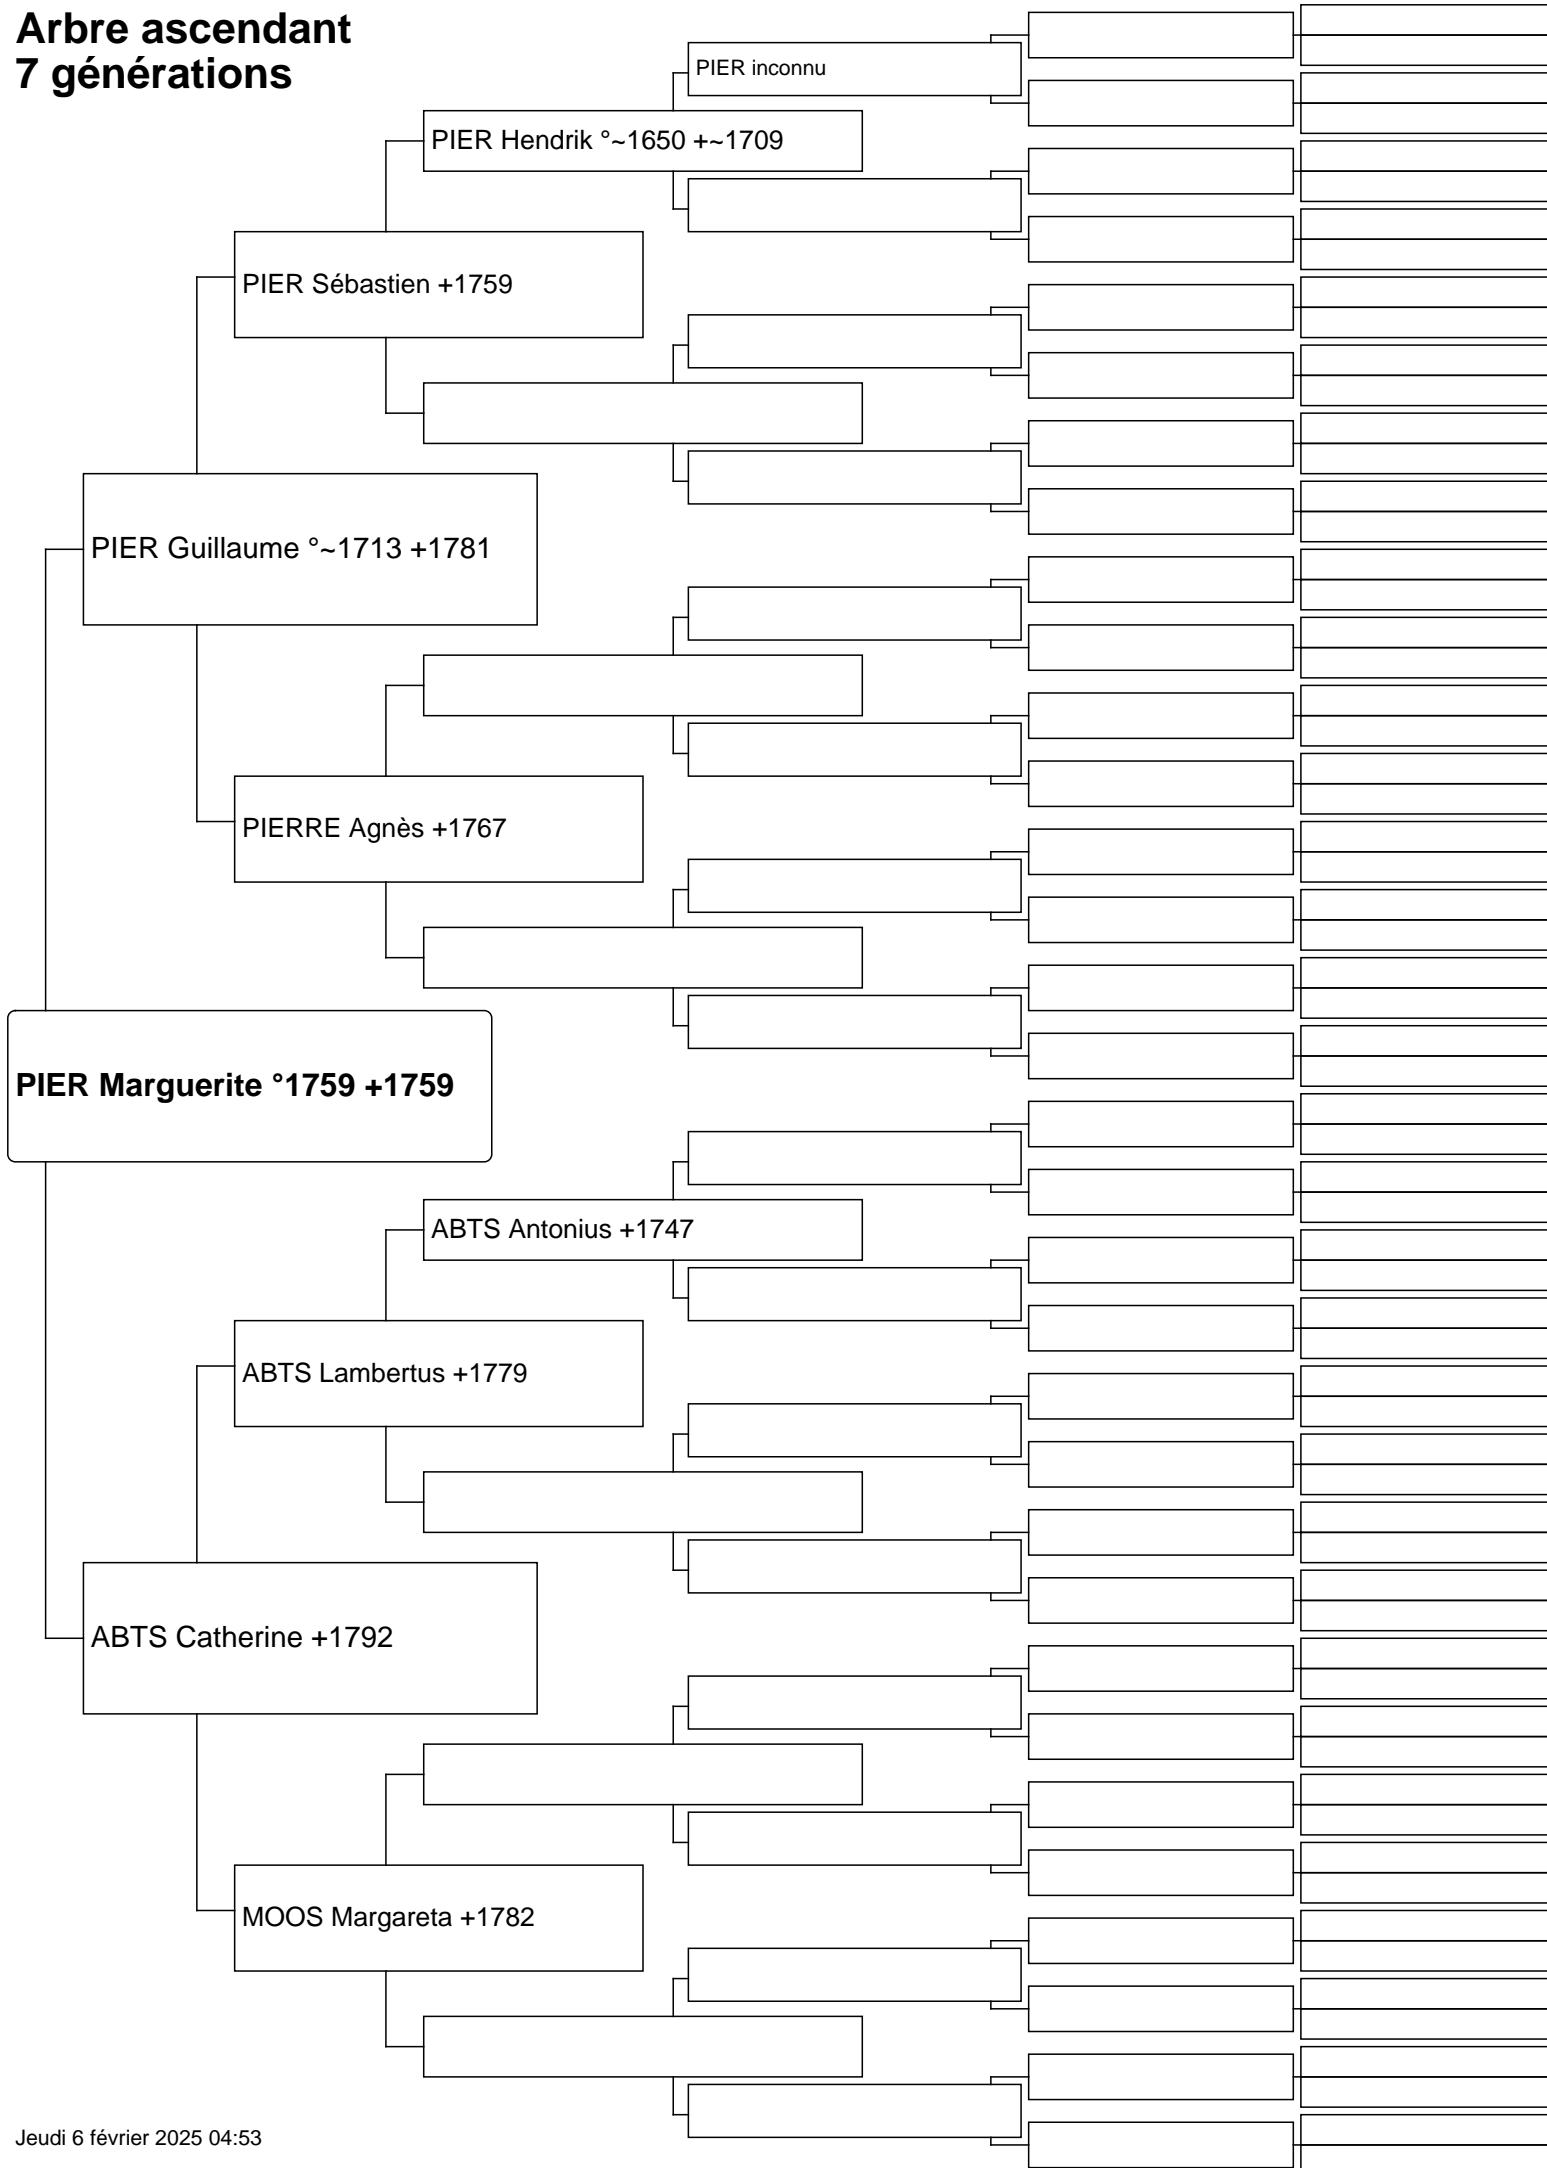 Arbre ascendant
7 générations
PIER inconnu
PIER Hendrik °~1650 +~1709
PIER Sébastien +1759
PIER Guillaume °~1713 +1781
PIERRE Agnès +1767
PIER Marguerite °1759 +1759
ABTS Antonius +1747
ABTS Lambertus +1779
ABTS Catherine +1792
MOOS Margareta +1782
Jeudi 6 février 2025 04:53